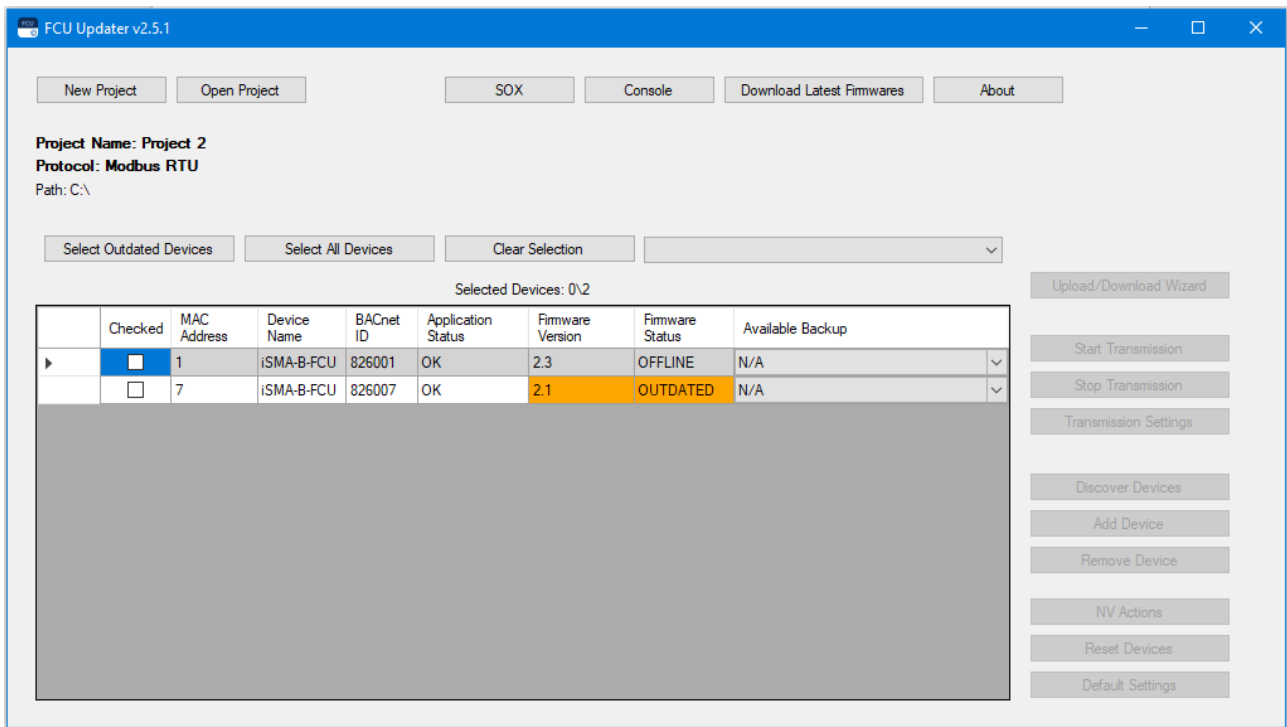 FCU Updater v2.5.1
New Project Open Project SOX Console Download Latest Firmwares About
Project Name: Project 2
Protocol: Modbus RTU
Path: C:\
Select Outdated Devices Select All Devices Clear Selection
Selected Devices: 0\2
Upload/Download Wizard
Checked MAC Address Device Name BACnet ID Application Status Firmware Version Firmware Status Available Backup
1 iSMA-B-FCU 826001 OK 2.3 OFFLINE N/A
7 iSMA-B-FCU 826007 OK 2.1 OUTDATED N/A
Start Transmission
Stop Transmission
Transmission Settings
Discover Devices
Add Device
Remove Device
NV Actions
Reset Devices
Default Settings